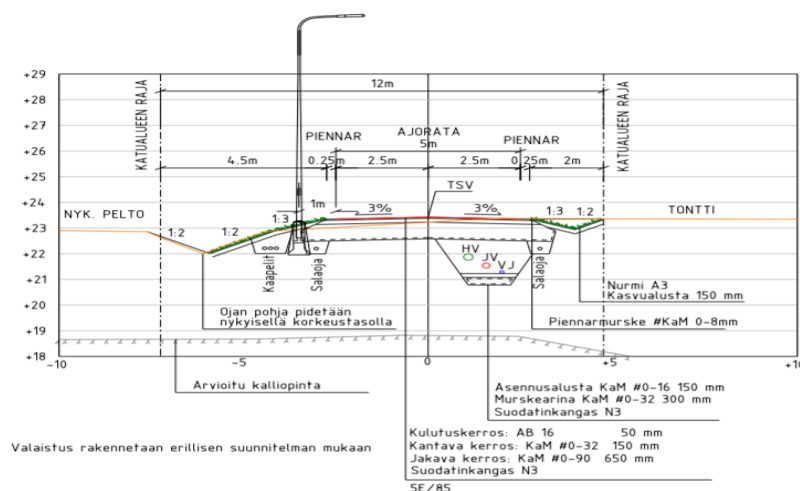 +29
+28
+27
+26
+25
+24
+23
+22
+21
+20
+19
+18
-10
-5
0
+5
+10
KATUALUEEN RAJA
12m
KATUALUEEN RAJA
PIENNAR
AJORATA
5m
PIENNAR
4.5m
0.25m
2.5m
2.5m
0.25m
2m
1m
3%
TSV
3%
NYK. PELTO
1:2
1:2
1:3
1:3
1:2
TONTTI
Kaapelit
Salaoja
HV
JV
VJ
Salaoja
Nurmi A3
Kasvualusta 150 mm
Ojan pohja pidetään
nykyisellä korkeustasolla
Piennarmurske #KaM 0-8mm
Arvioitu kalliopinta
Asennusalusta KaM #0-16 150 mm
Murskearina KaM #0-32 300 mm
Suodatinkangas N3
Valaistus rakennetaan erillisen suunnitelman mukaan
Kulutuskerros: AB 16 50 mm
Kantava kerros: KaM #0-32 150 mm
Jakava kerros: KaM #0-90 650 mm
Suodatinkangas N3
5E/85